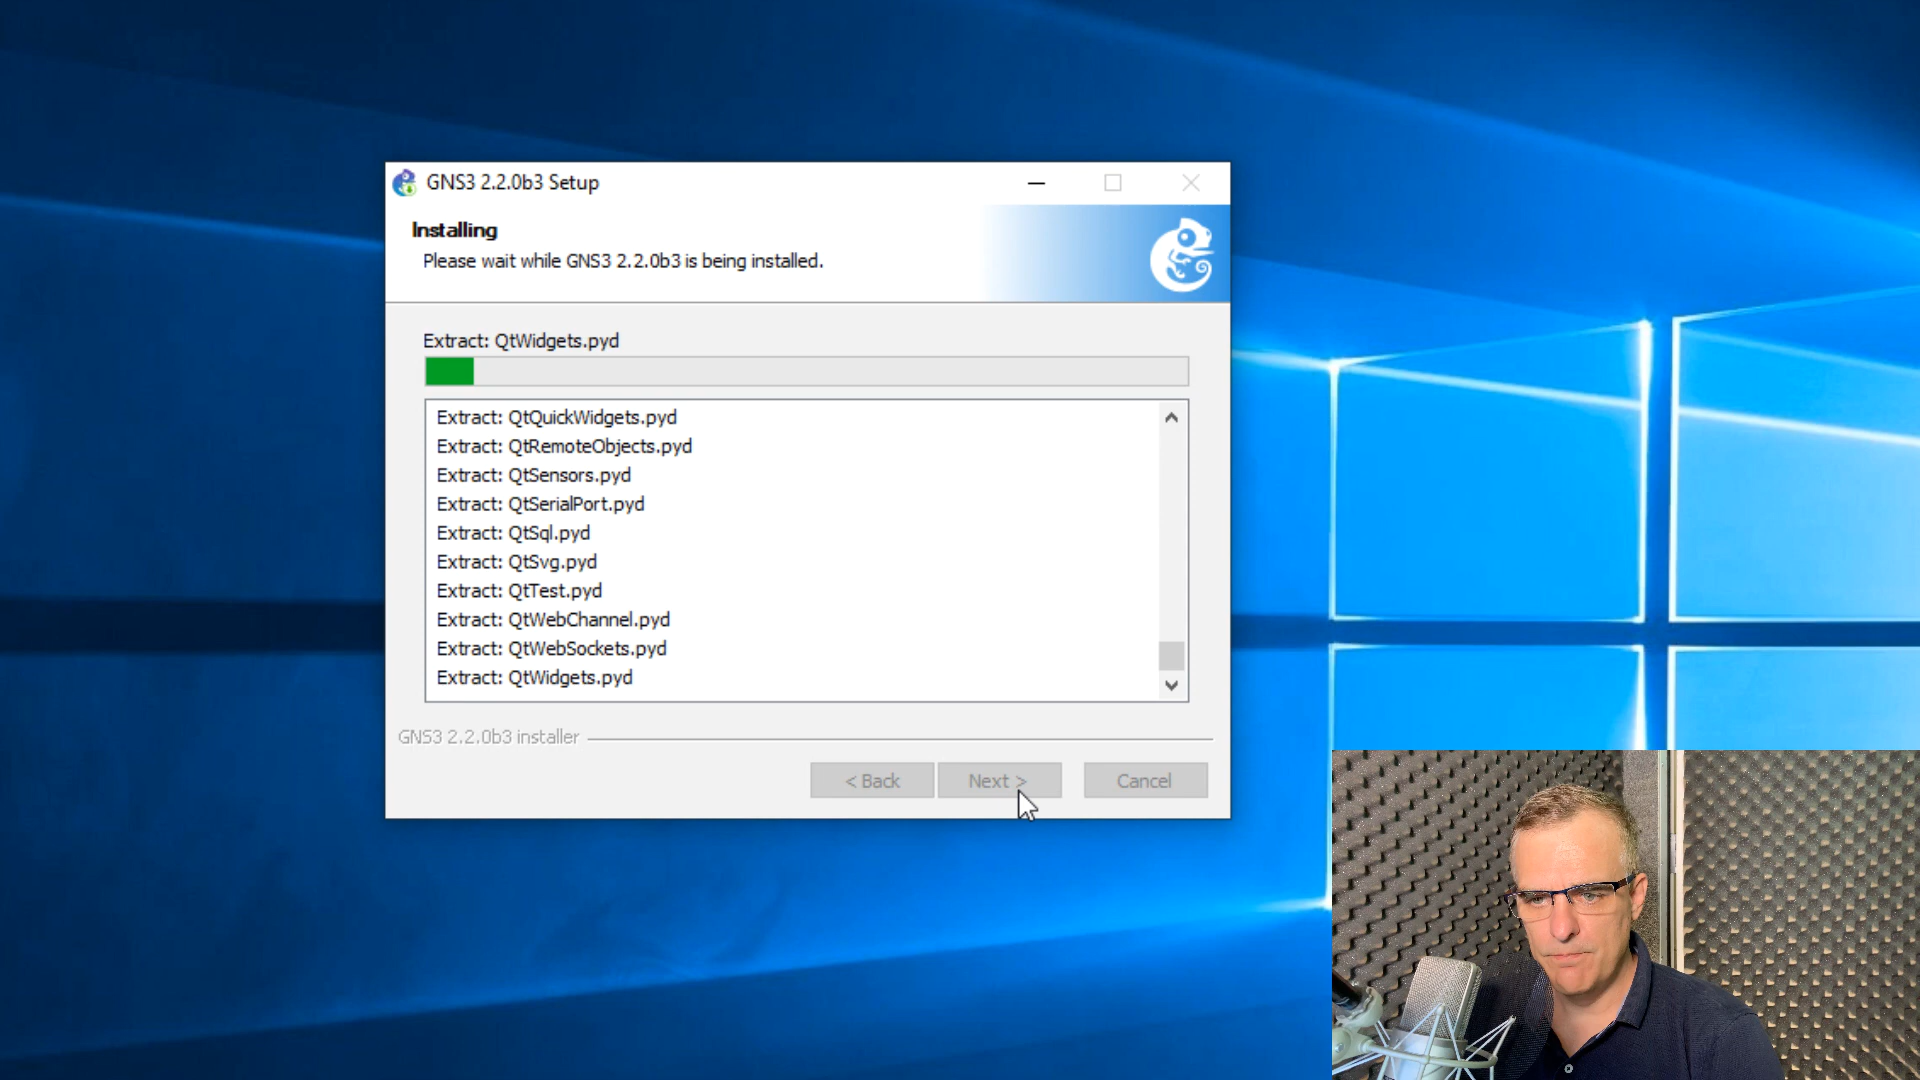 GNS3 2.2.0b3 Setup
Installing
Please wait while GNS3 2.2.0b3 is being installed.
Extract: QtWidgets.pyd
Extract: QtQuickWidgets.pyd
Extract: QtRemoteObjects.pyd
Extract: QtSensors.pyd
Extract: QtSerialPort.pyd
Extract: QtSql.pyd
Extract: QtSvg.pyd
Extract: QtTest.pyd
Extract: QtWebChannel.pyd
Extract: QtWebSockets.pyd
Extract: QtWidgets.pyd
GNS3 2.2.0b3 installer
< Back Next > Cancel